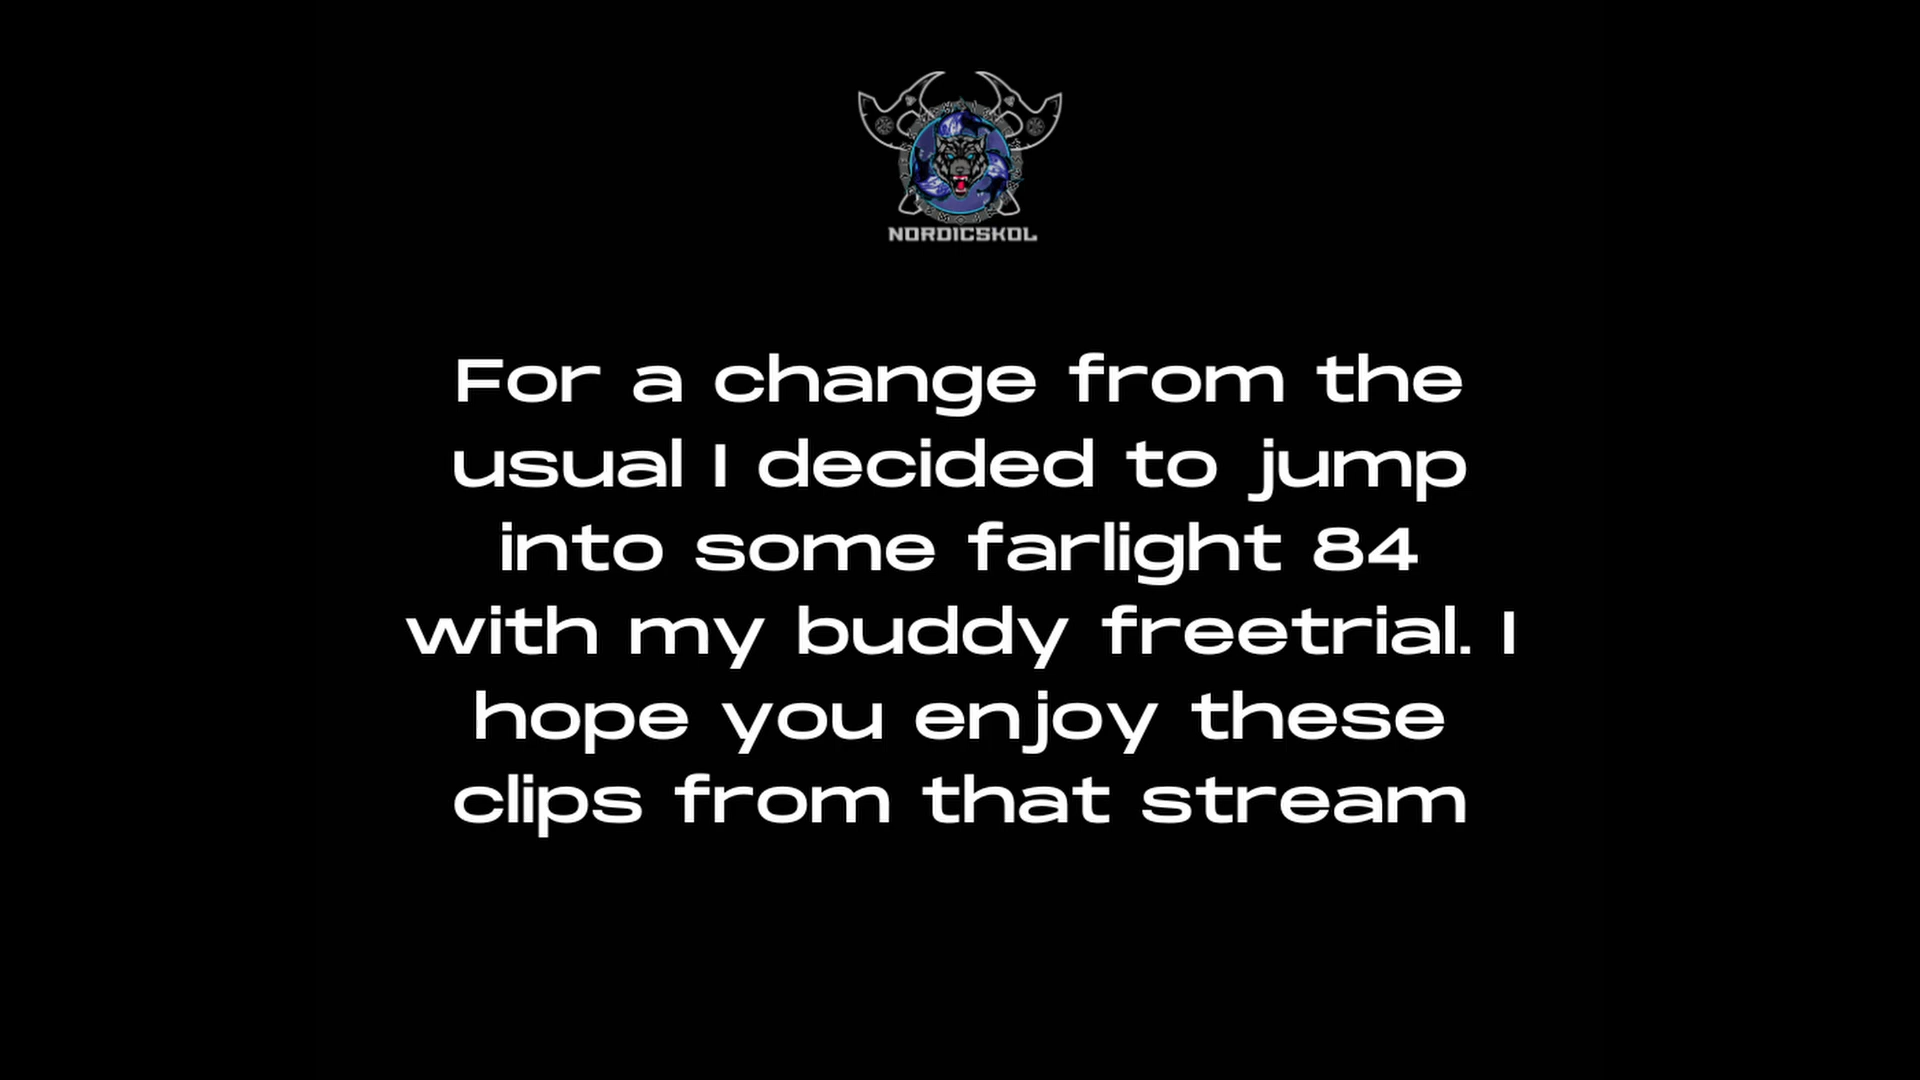 NORDICSKOL
For a change from the
usual I decided to jump
into some farlight 84
with my buddy freetrial. I
hope you enjoy these
clips from that stream